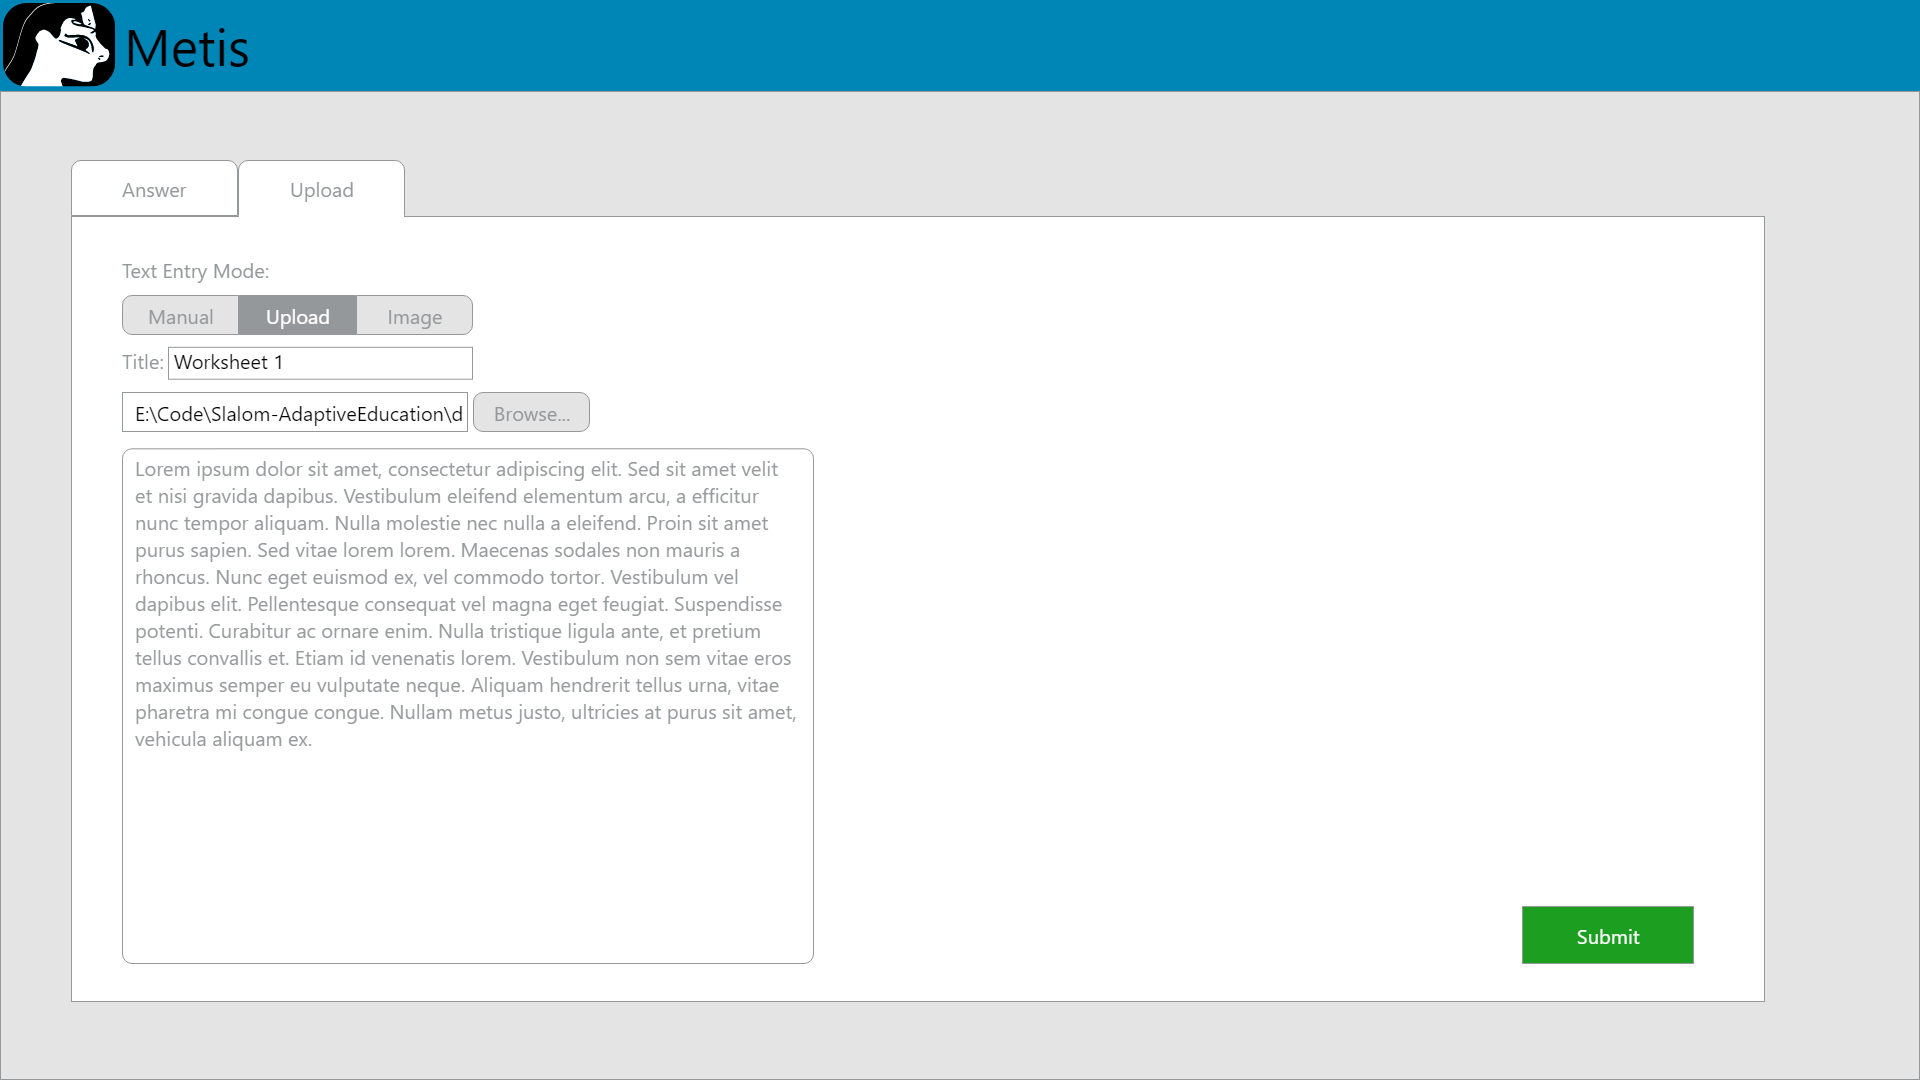 Metis
Answer
Upload
Text Entry Mode:
Manual
Upload
Image
Title: Worksheet 1
E:\Code\Slalom-AdaptiveEducation\d
Browse...
Lorem ipsum dolor sit amet, consectetur adipiscing elit. Sed sit amet velit
et nisi gravida dapibus. Vestibulum eleifend elementum arcu, a efficitur
nunc tempor aliquam. Nulla molestie nec nulla a eleifend. Proin sit amet
purus sapien. Sed vitae lorem lorem. Maecenas sodales non mauris a
rhoncus. Nunc eget euismod ex, vel commodo tortor. Vestibulum vel
dapibus elit. Pellentesque consequat vel magna eget feugiat. Suspendisse
potenti. Curabitur ac ornare enim. Nulla tristique ligula ante, et pretium
tellus convallis et. Etiam id venenatis lorem. Vestibulum non sem vitae eros
maximus semper eu vulputate neque. Aliquam hendrerit tellus urna, vitae
pharetra mi congue congue. Nullam metus justo, ultricies at purus sit amet,
vehicula aliquam ex.
Submit